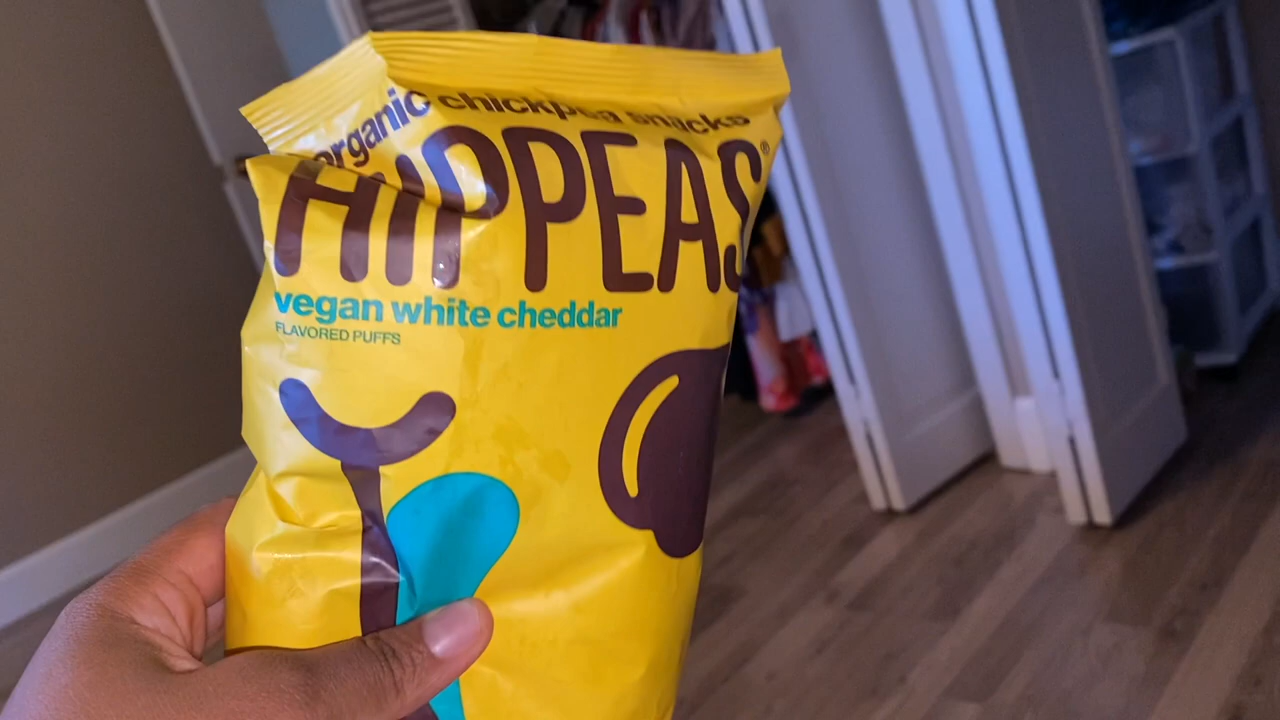 organic chickpea snacks
HIPPEAS®
vegan white cheddar
FLAVORED PUFFS